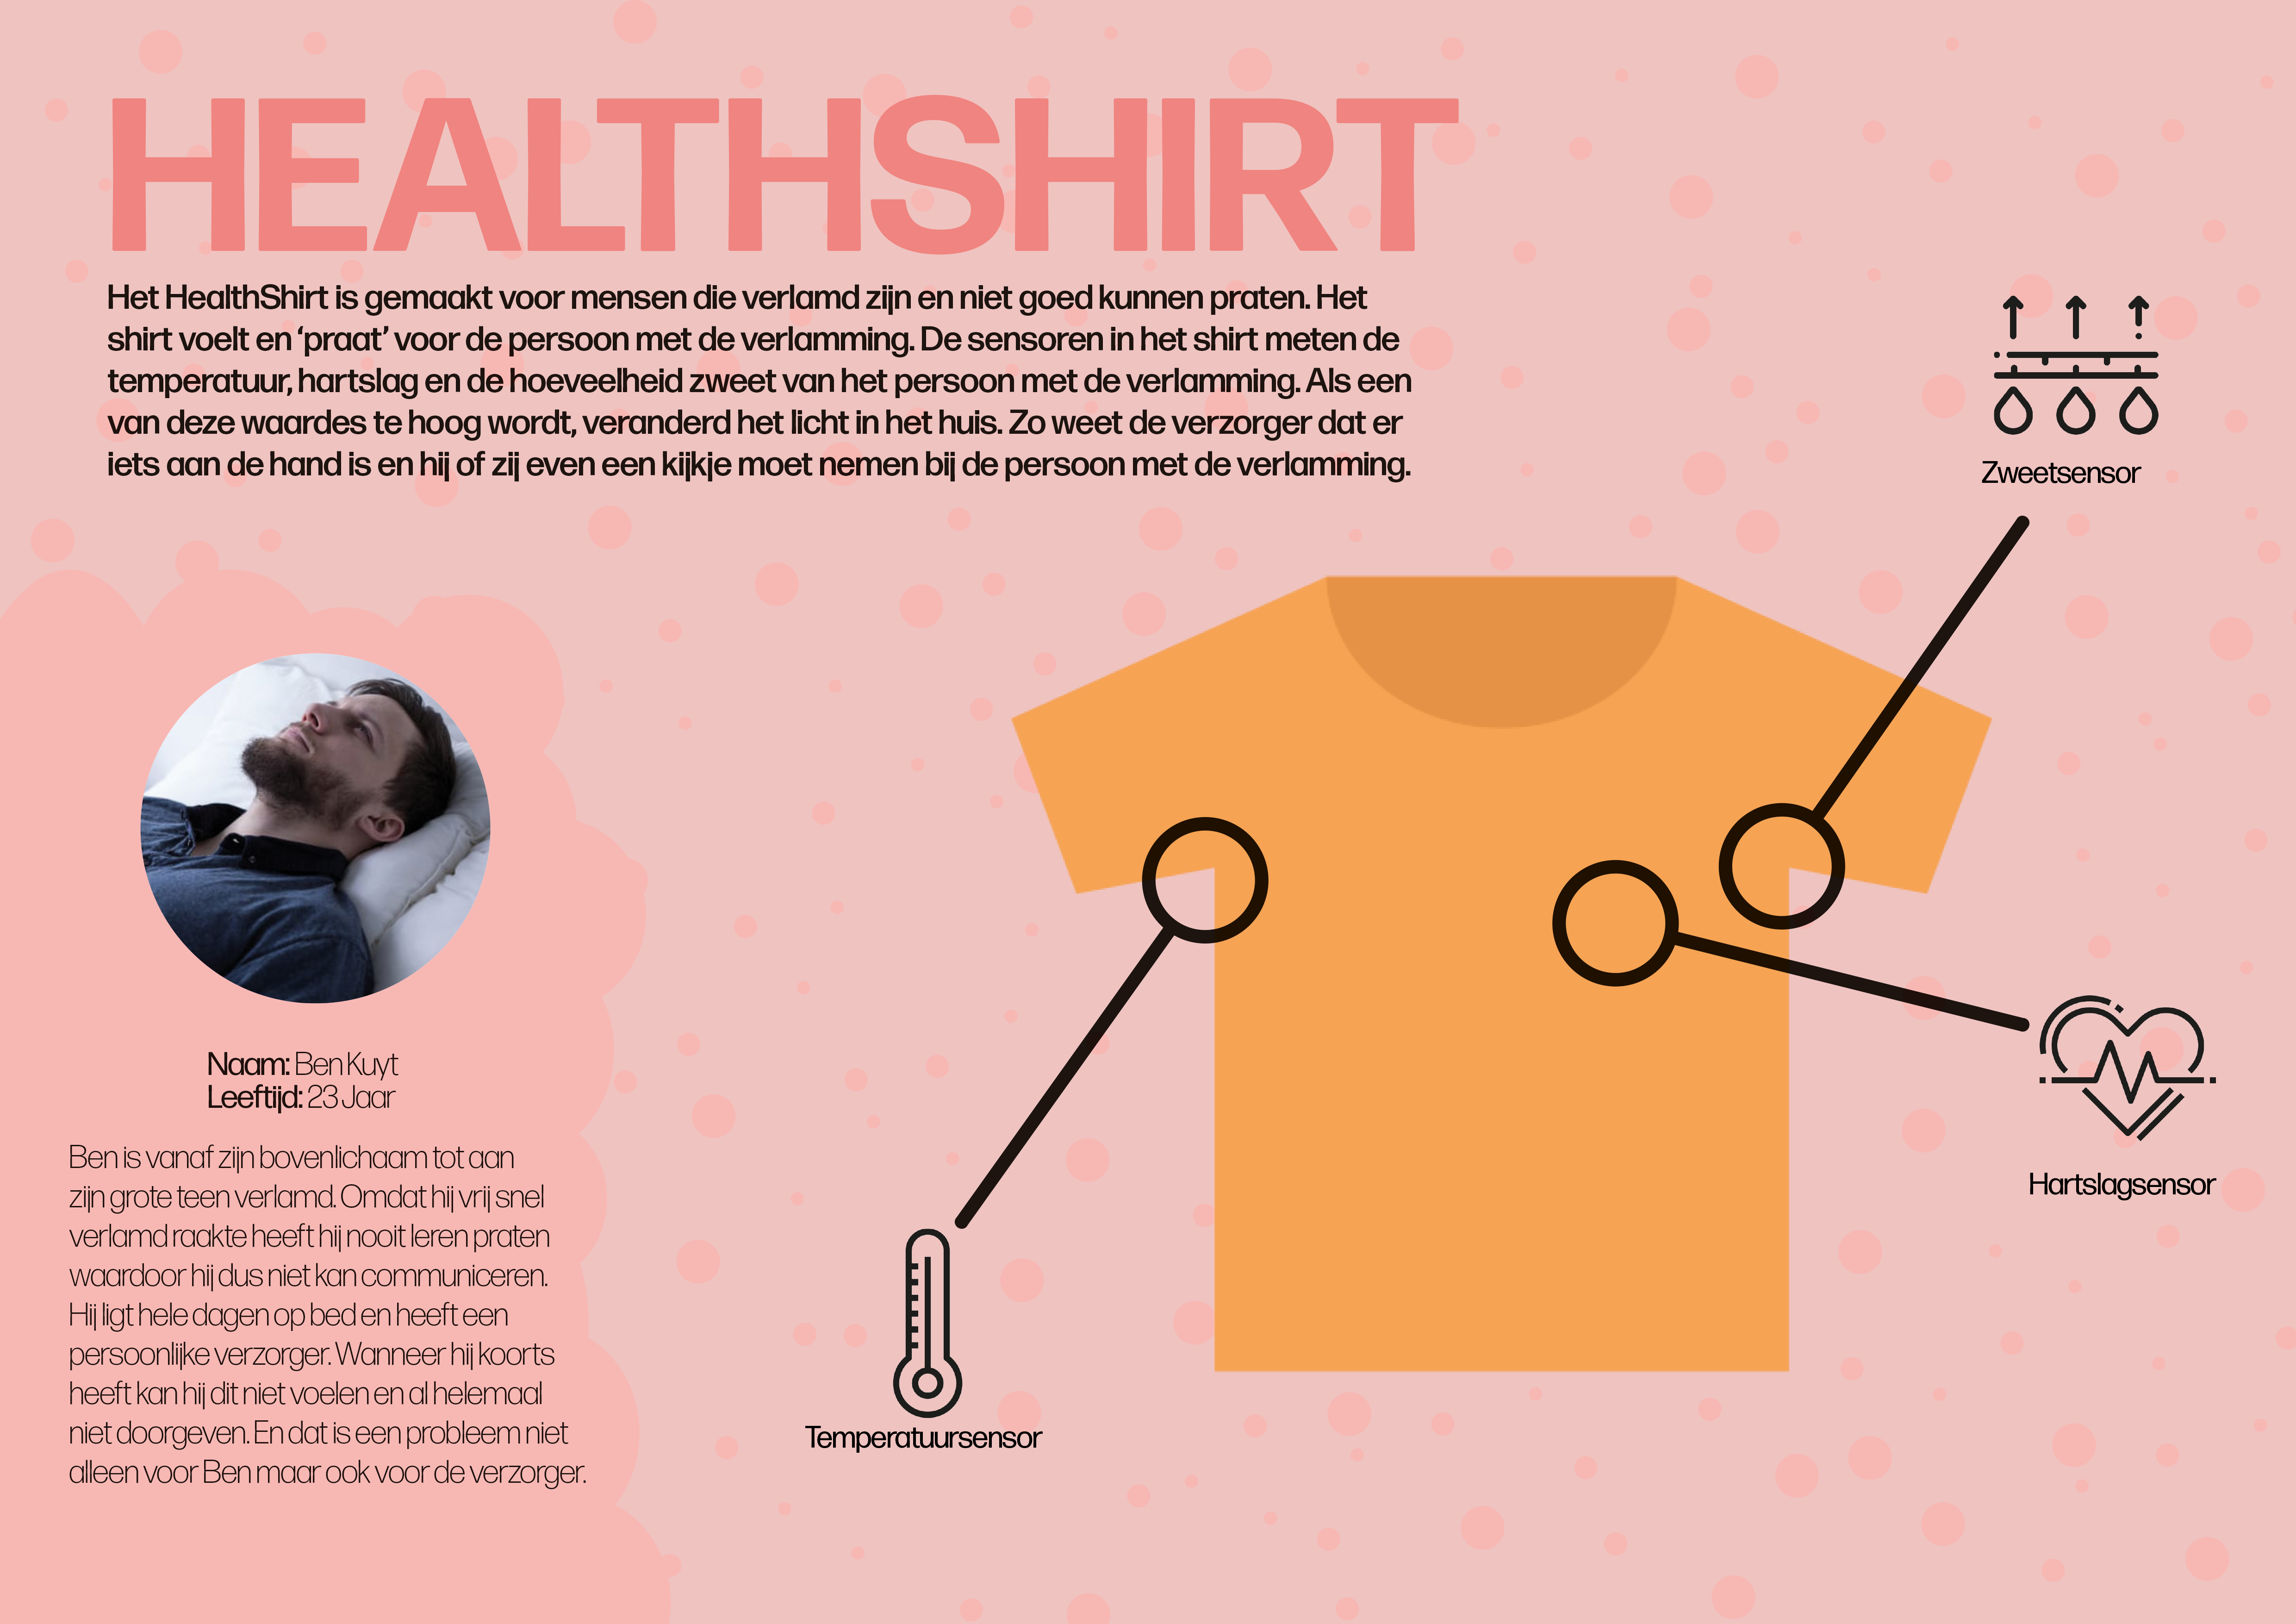 HEALTHSHIRT
Het HealthShirt is gemaakt voor mensen die verlamd zijn en niet goed kunnen praten. Het
shirt voelt en ‘praat’ voor de persoon met de verlamming. De sensoren in het shirt meten de
temperatuur, hartslag en de hoeveelheid zweet van het persoon met de verlamming. Als een
van deze waardes te hoog wordt, veranderd het licht in het huis. Zo weet de verzorger dat er
iets aan de hand is en hij of zij even een kijkje moet nemen bij de persoon met de verlamming.
Zweetsensor
Naam: Ben Kuyt
Leeftijd: 23 Jaar
Ben is vanaf zijn bovenlichaam tot aan
zijn grote teen verlamd. Omdat hij vrij snel
verlamd raakte heeft hij nooit leren praten
waardoor hij dus niet kan communiceren.
Hij ligt hele dagen op bed en heeft een
persoonlijke verzorger. Wanneer hij koorts
heeft kan hij dit niet voelen en al helemaal
niet doorgeven. En dat is een probleem niet
alleen voor Ben maar ook voor de verzorger.
Hartslagsensor
Temperatuursensor